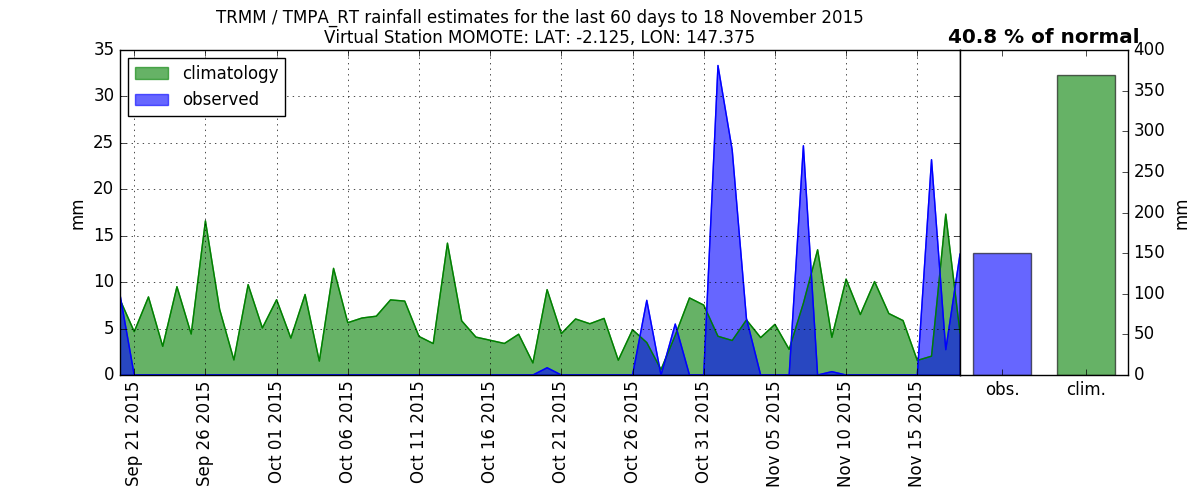 TRMM / TMPA_RT rainfall estimates for the last 60 days to 18 November 2015
Virtual Station MOMOTE: LAT: -2.125, LON: 147.375
40.8 % of normal
climatology
observed
35
30
25
20
15
10
5
0
mm
Sep 21 2015
Sep 26 2015
Oct 01 2015
Oct 06 2015
Oct 11 2015
Oct 16 2015
Oct 21 2015
Oct 26 2015
Oct 31 2015
Nov 05 2015
Nov 10 2015
Nov 15 2015
obs.
clim.
400
350
300
250
200
150
100
50
0
mm